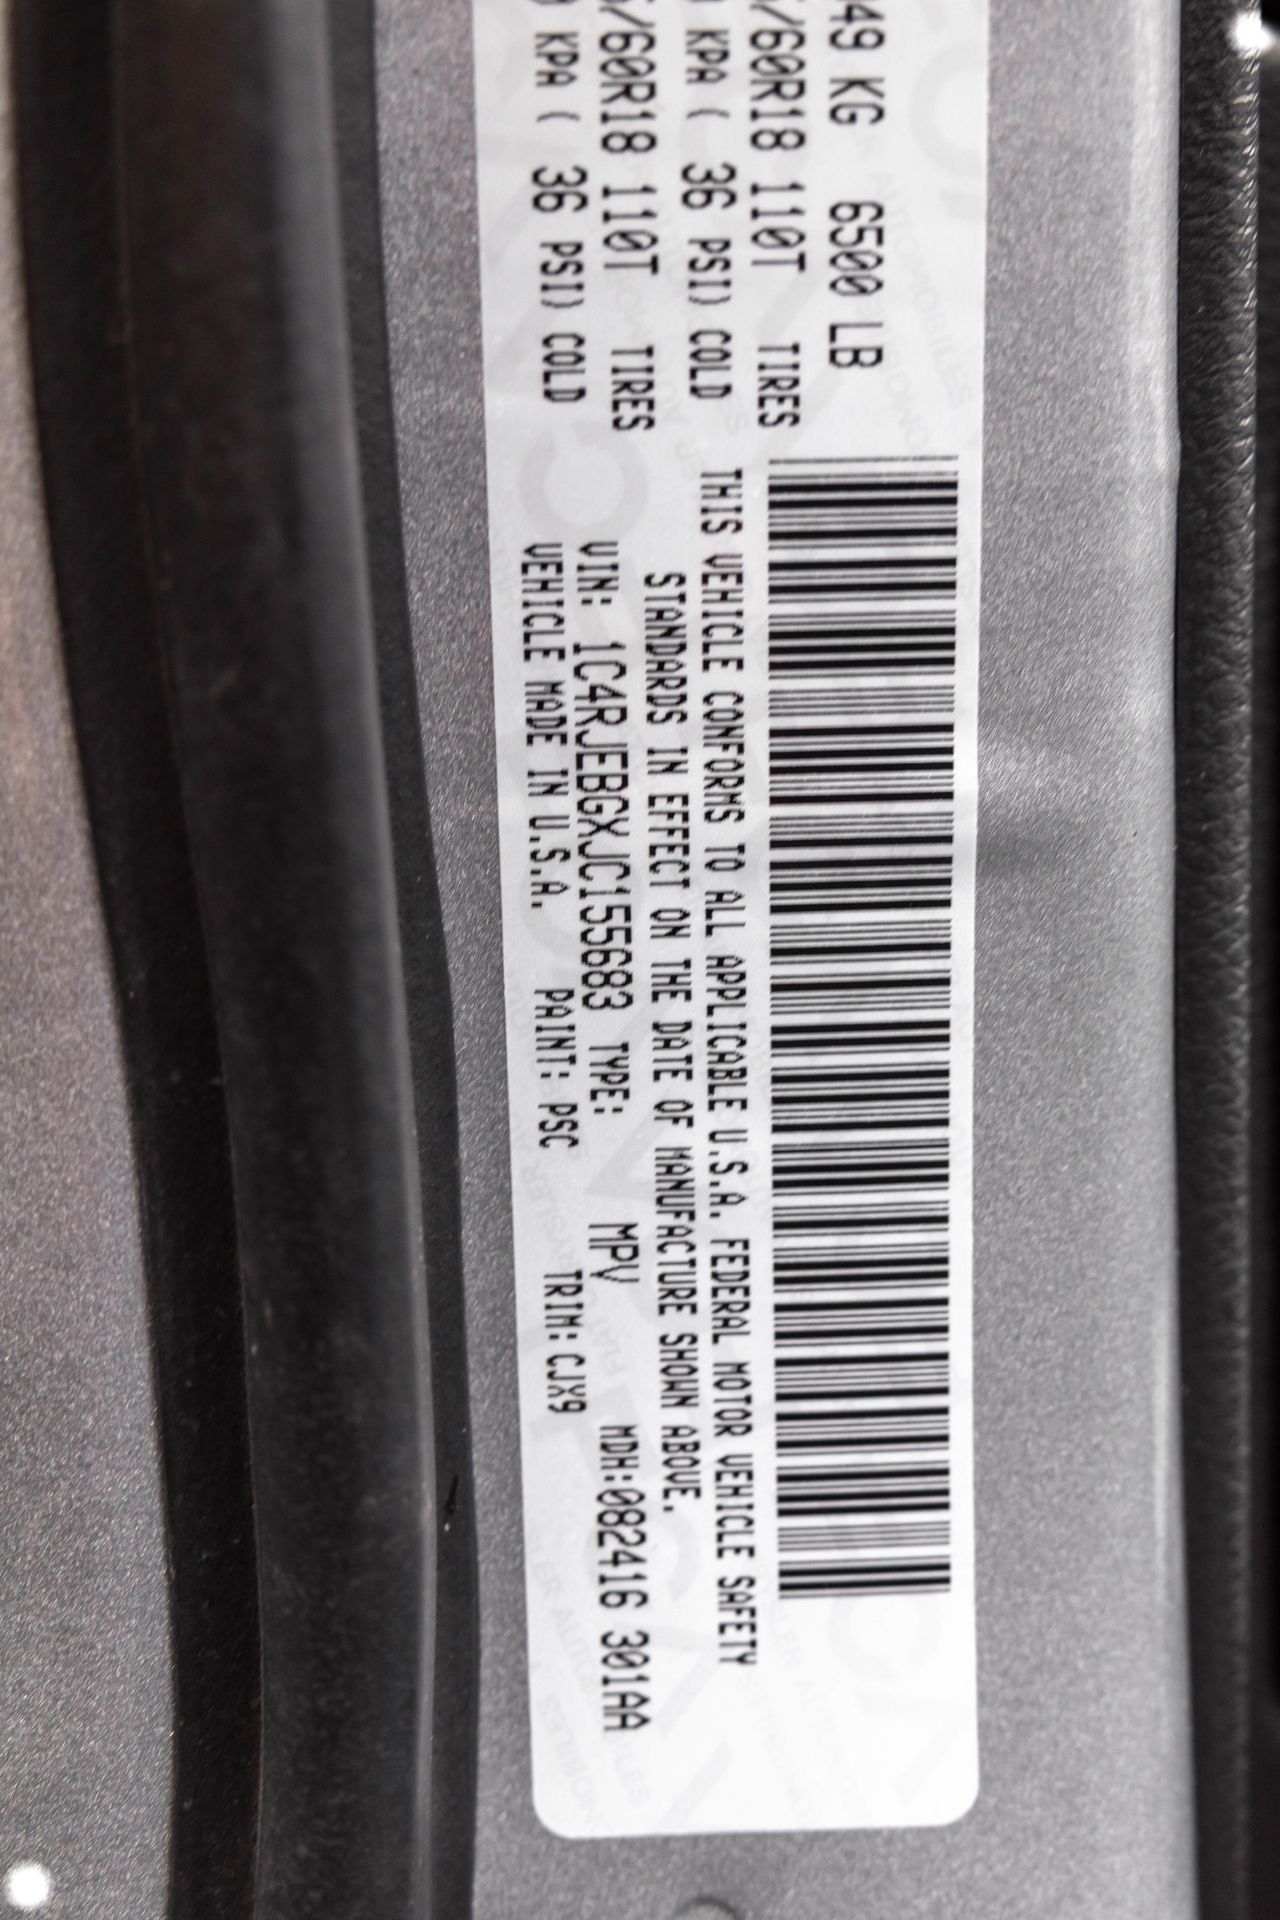 949 KG 6500 LB
/60R18 110T TIRES
KPA ( 36 PSI) COLD
/60R18 110T TIRES
KPA ( 36 PSI) COLD
THIS VEHICLE CONFORMS TO ALL APPLICABLE U.S.A. FEDERAL MOTOR VEHICLE SAFETY
STANDARDS IN EFFECT ON THE DATE OF MANUFACTURE SHOWN ABOVE.
VIN: 1C4RJEBGXJC155683 TYPE: MPV MDH:082416 301AA
VEHICLE MADE IN U.S.A. PAINT: PSC TRIM: CJX9